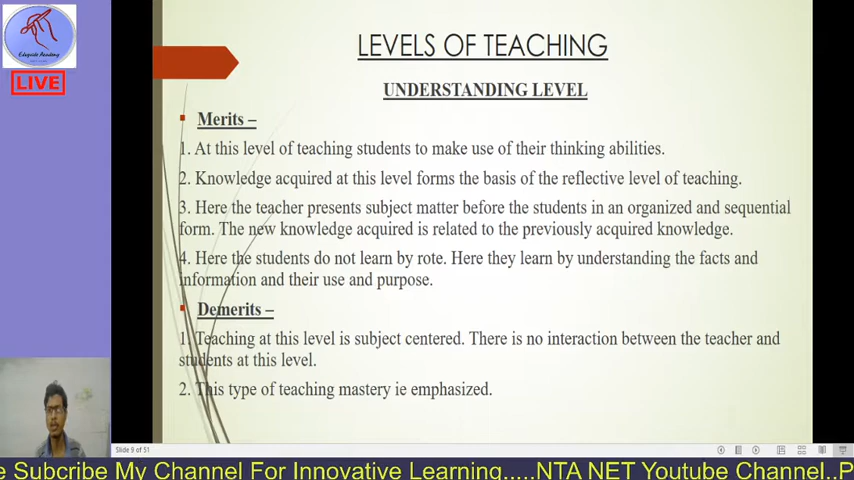 Edupiafe Academy
LIVE
LEVELS OF TEACHING
UNDERSTANDING LEVEL
Merits –
1. At this level of teaching students to make use of their thinking abilities.
2. Knowledge acquired at this level forms the basis of the reflective level of teaching.
3. Here the teacher presents subject matter before the students in an organized and sequential
form. The new knowledge acquired is related to the previously acquired knowledge.
4. Here the students do not learn by rote. Here they learn by understanding the facts and
information and their use and purpose.
Demerits –
1. Teaching at this level is subject centered. There is no interaction between the teacher and
students at this level.
2. This type of teaching mastery ie emphasized.
Slide 9 of 51
e Subcribe My Channel For Innovative Learning.....NTA NET Youtube Channel..P